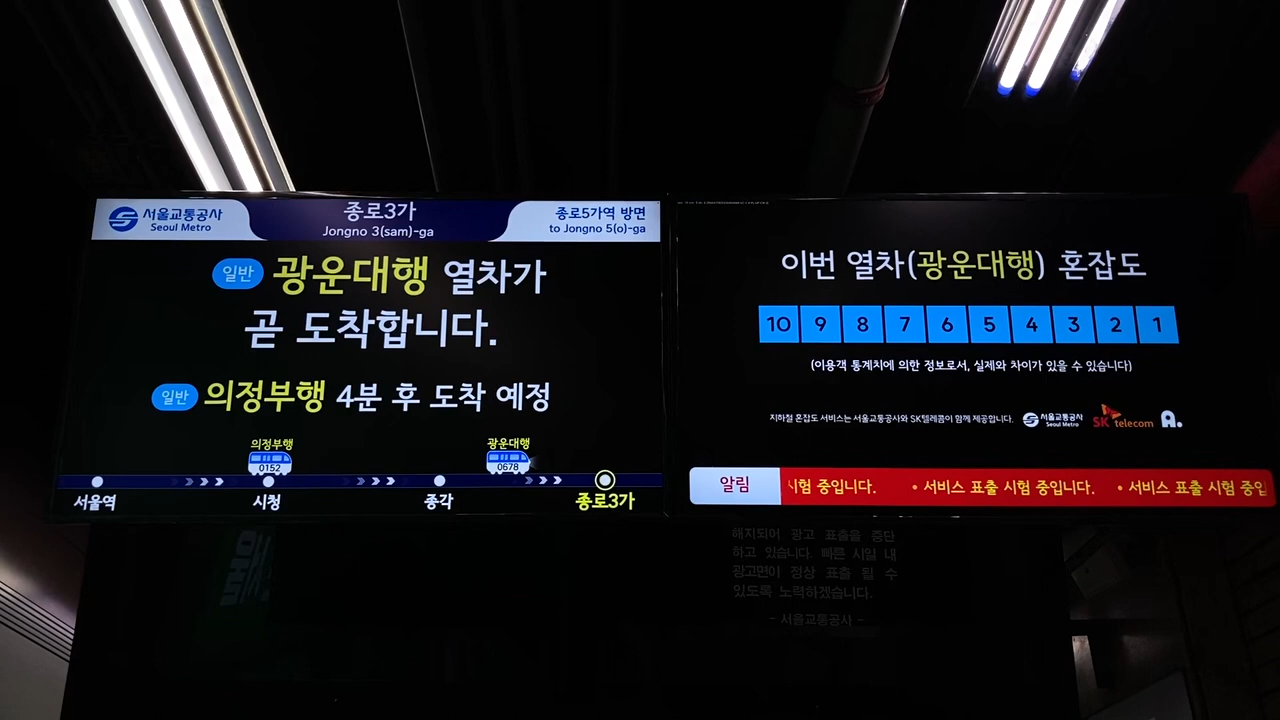 서울교통공사
Seoul Metro
종로3가
Jongno 3(sam)-ga
종로5가역 방면
to Jongno 5(o)-ga
일반 광운대행 열차가
곧 도착합니다.
일반 의정부행 4분 후 도착 예정
의정부행
0152
광운대행
0678
서울역 시청 종각 종로3가
이번 열차(광운대행) 혼잡도
10 9 8 7 6 5 4 3 2 1
(이용객 통계치에 의한 정보로서, 실제와 차이가 있을 수 있습니다)
지하철 혼잡도 서비스는 서울교통공사와 SK텔레콤이 함께 제공합니다.
서울교통공사
Seoul Metro
SK telecom
A.
알림 시험 중입니다. • 서비스 표출 시험 중입니다. • 서비스 표출 시험 중입
해지되어 광고 표출을 중단
하고 있습니다. 빠른 시일 내
광고면이 정상 표출 될 수
있도록 노력하겠습니다.
- 서울교통공사 -